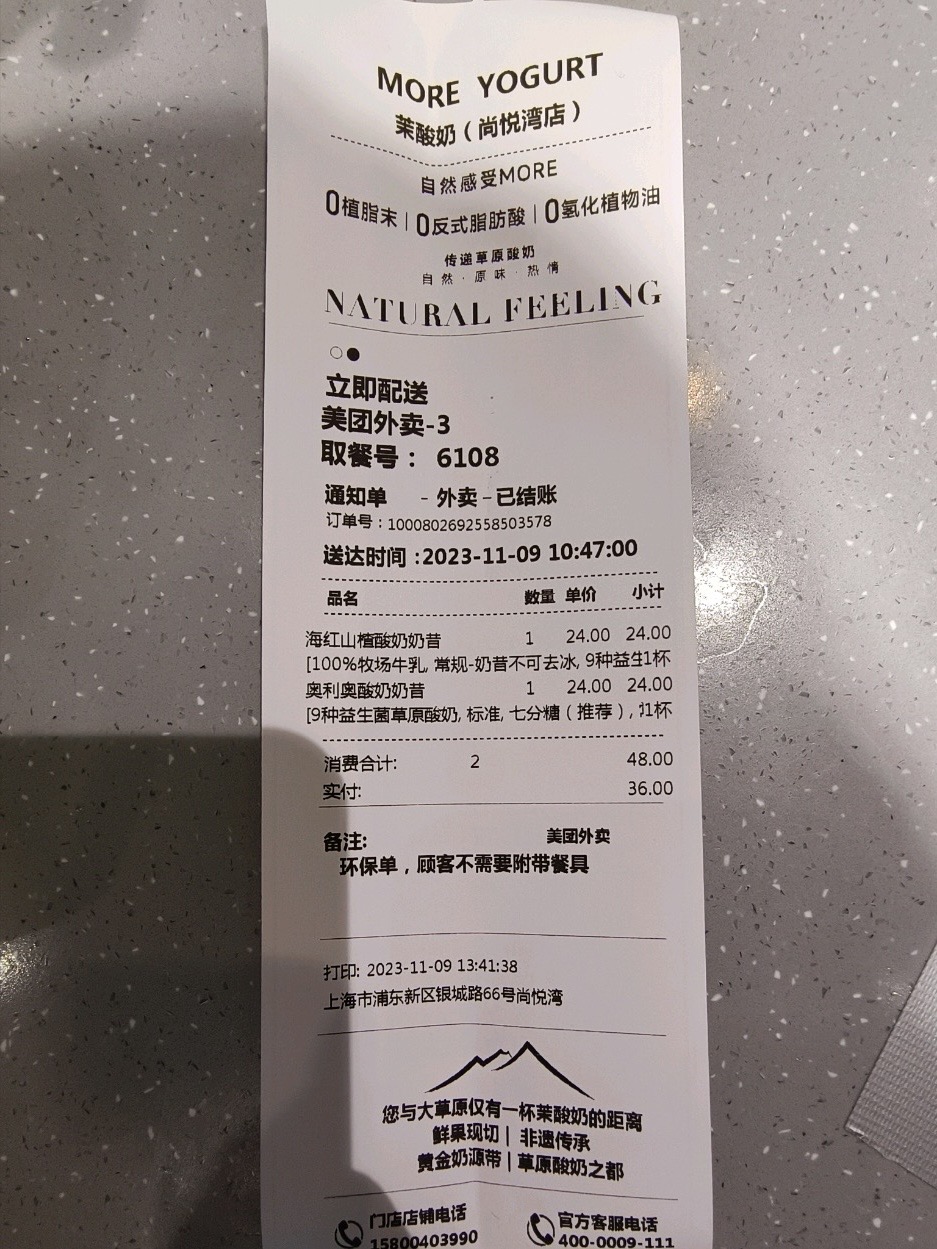 MORE YOGURT
茉酸奶（尚悦湾店）
自然感受MORE
0植脂末｜0反式脂肪酸｜0氢化植物油
传递草原酸奶
自然·原味·热情
NATURAL FEELING
立即配送
美团外卖-3
取餐号： 6108
通知单 -外卖-已结账
订单号：1000802692558503578
送达时间：2023-11-09 10:47:00
品名 数量 单价 小计
海红山楂酸奶奶昔 1 24.00 24.00
[100%牧场牛乳, 常规-奶昔不可去冰, 9种益生1杯
奥利奥酸奶奶昔 1 24.00 24.00
[9种益生菌草原酸奶, 标准, 七分糖（推荐）, 1杯
消费合计: 2 48.00
实付: 36.00
备注: 美团外卖
环保单，顾客不需要附带餐具
打印: 2023-11-09 13:41:38
上海市浦东新区银城路66号尚悦湾
您与大草原仅有一杯茉酸奶的距离
鲜果现切｜非遗传承
黄金奶源带｜草原酸奶之都
门店店铺电话 官方客服电话
15800403990 400-0009-111